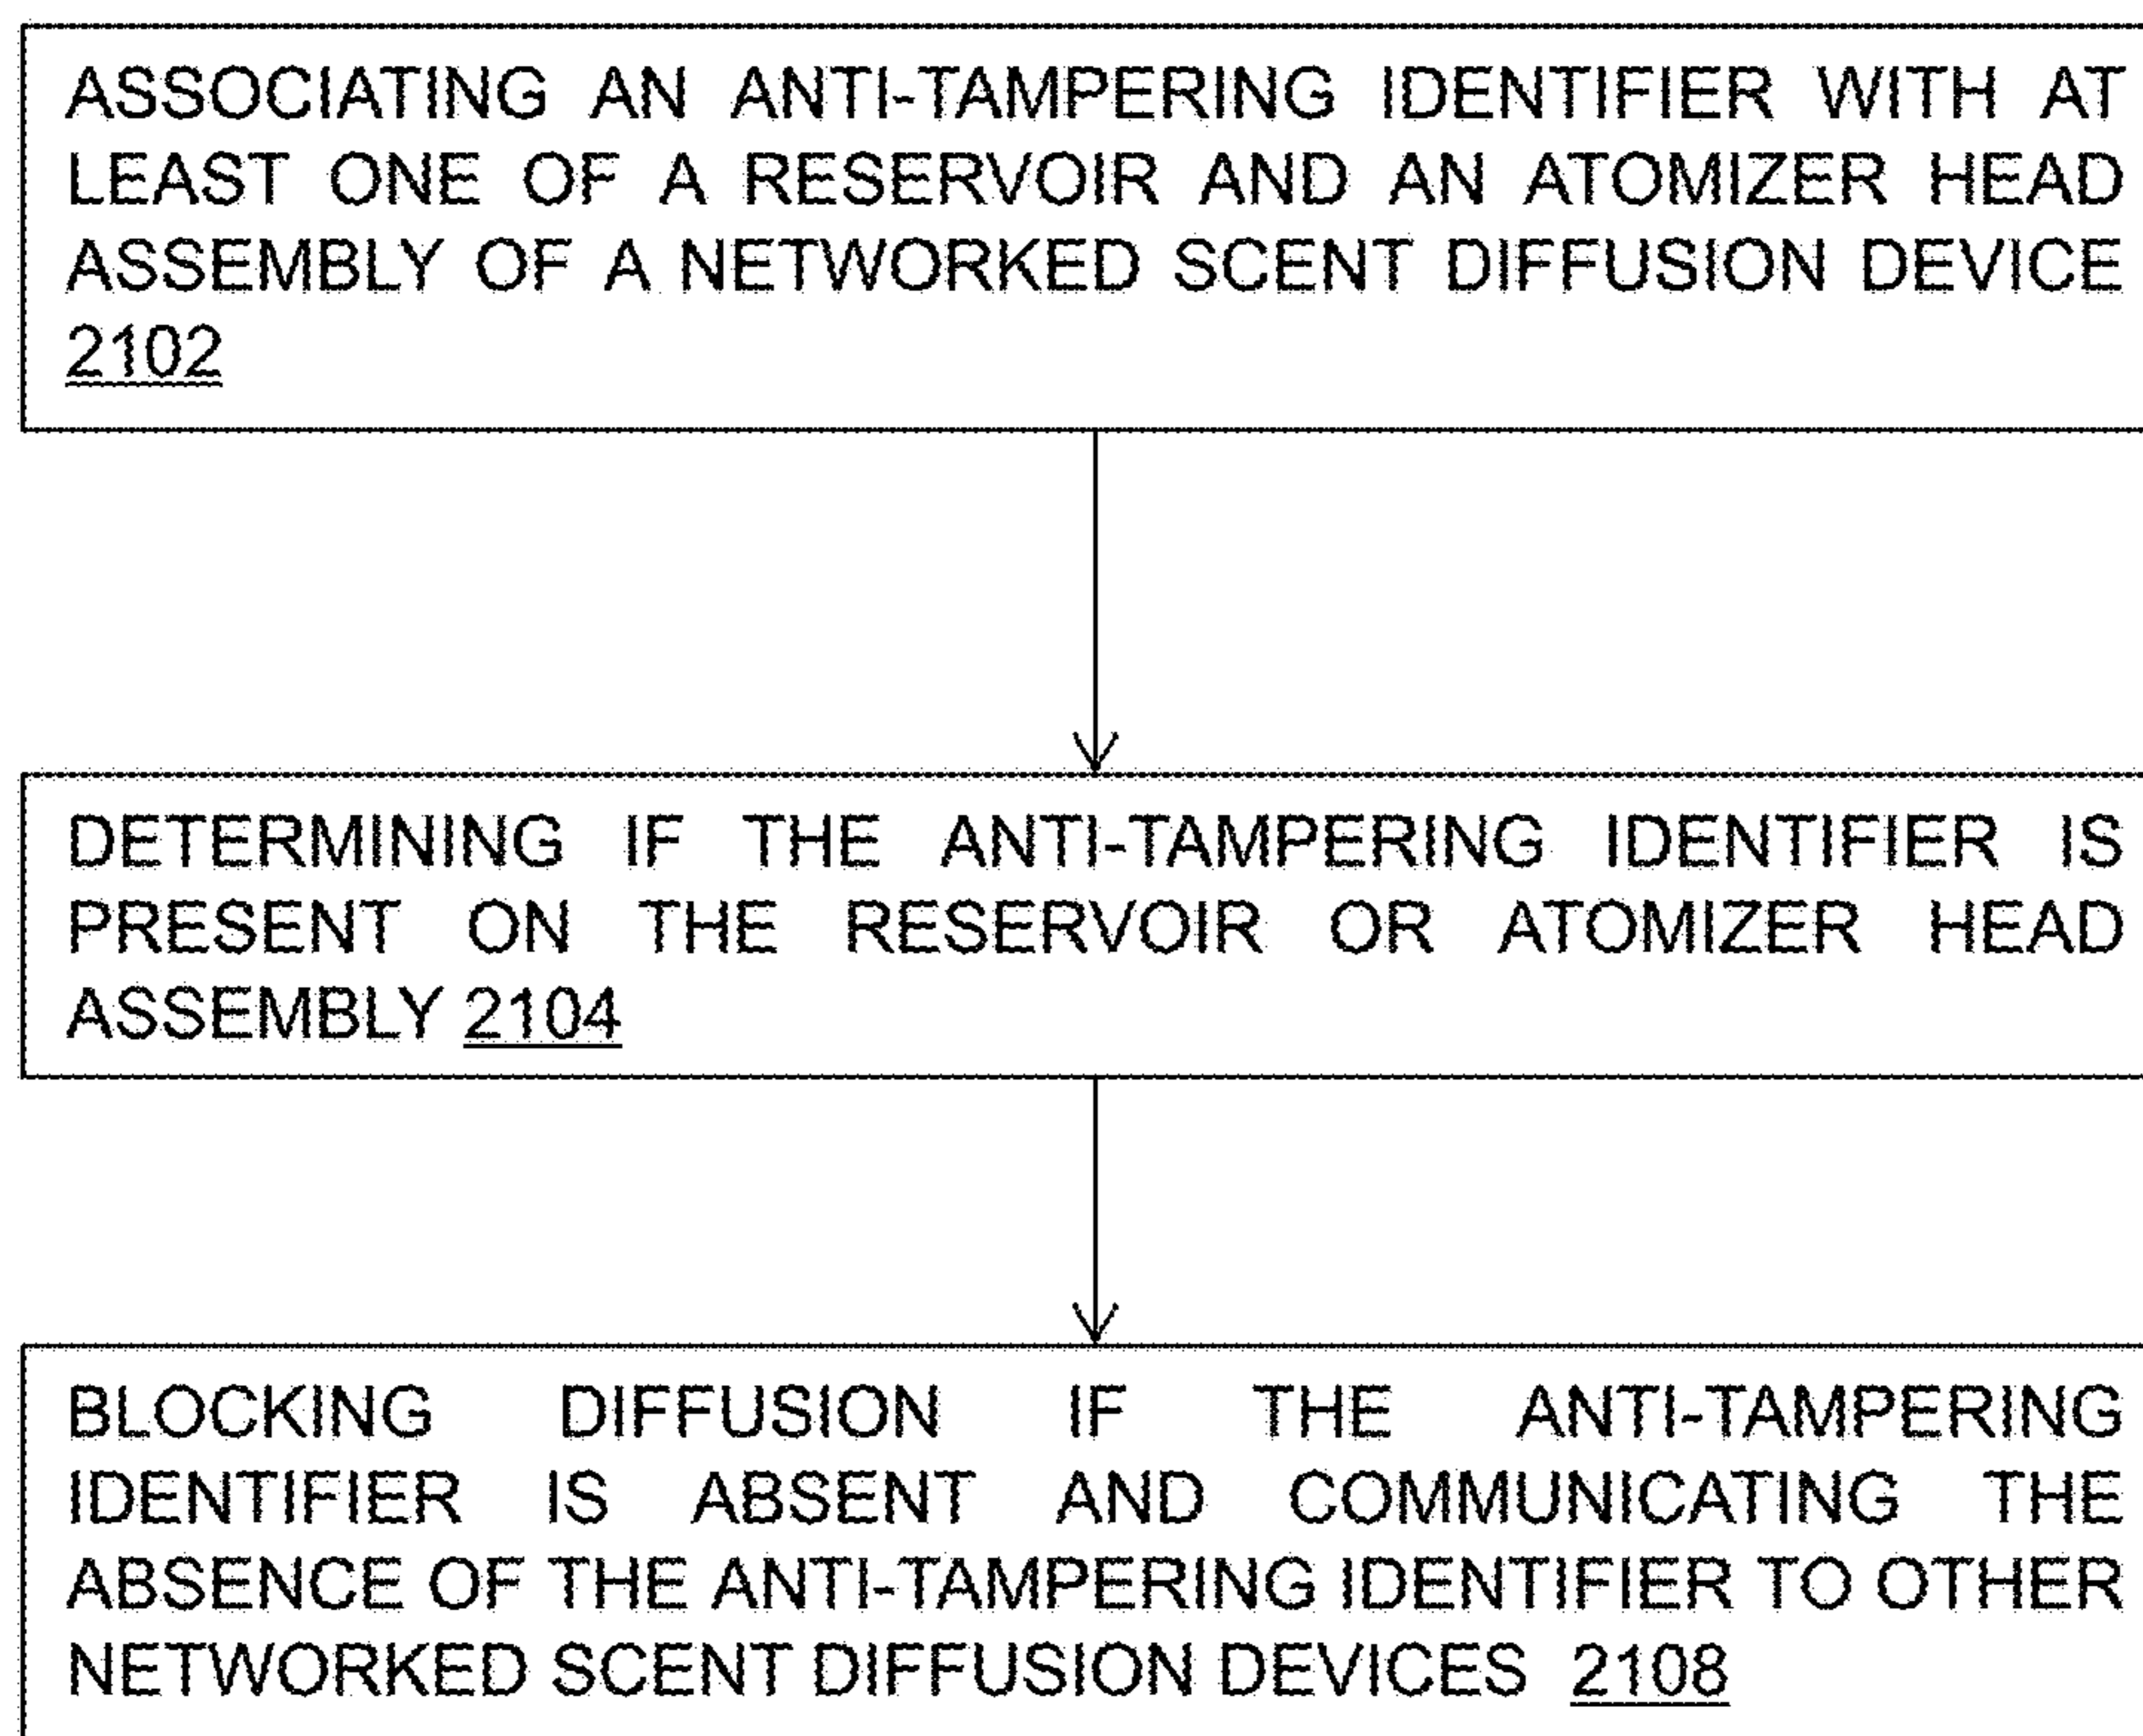 ASSOCIATING AN ANTI-TAMPERING IDENTIFIER WITH AT
LEAST ONE OF A RESERVOIR AND AN ATOMIZER HEAD
ASSEMBLY OF A NETWORKED SCENT DIFFUSION DEVICE
2102
DETERMINING IF THE ANTI-TAMPERING IDENTIFIER IS
PRESENT ON THE RESERVOIR OR ATOMIZER HEAD
ASSEMBLY 2104
BLOCKING DIFFUSION IF THE ANTI-TAMPERING
IDENTIFIER IS ABSENT AND COMMUNICATING THE
ABSENCE OF THE ANTI-TAMPERING IDENTIFIER TO OTHER
NETWORKED SCENT DIFFUSION DEVICES 2108